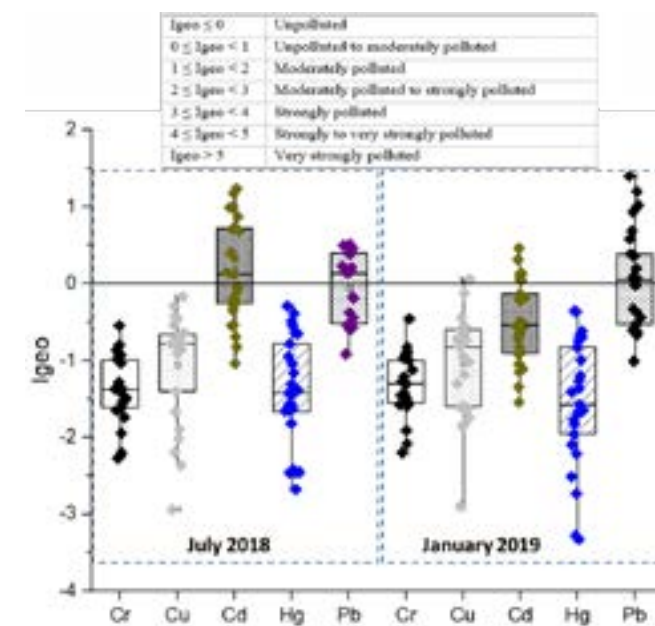 Igeo ≤ 0 Unpolluted
0 ≤ Igeo < 1 Unpolluted to moderately polluted
1 ≤ Igeo < 2 Moderately polluted
2 ≤ Igeo < 3 Moderately polluted to strongly polluted
3 ≤ Igeo < 4 Strongly polluted
4 ≤ Igeo < 5 Strongly to very strongly polluted
Igeo > 5 Very strongly polluted
2
1
0
-1
-2
-3
-4
Igeo
July 2018 January 2019
Cr Cu Cd Hg Pb Cr Cu Cd Hg Pb